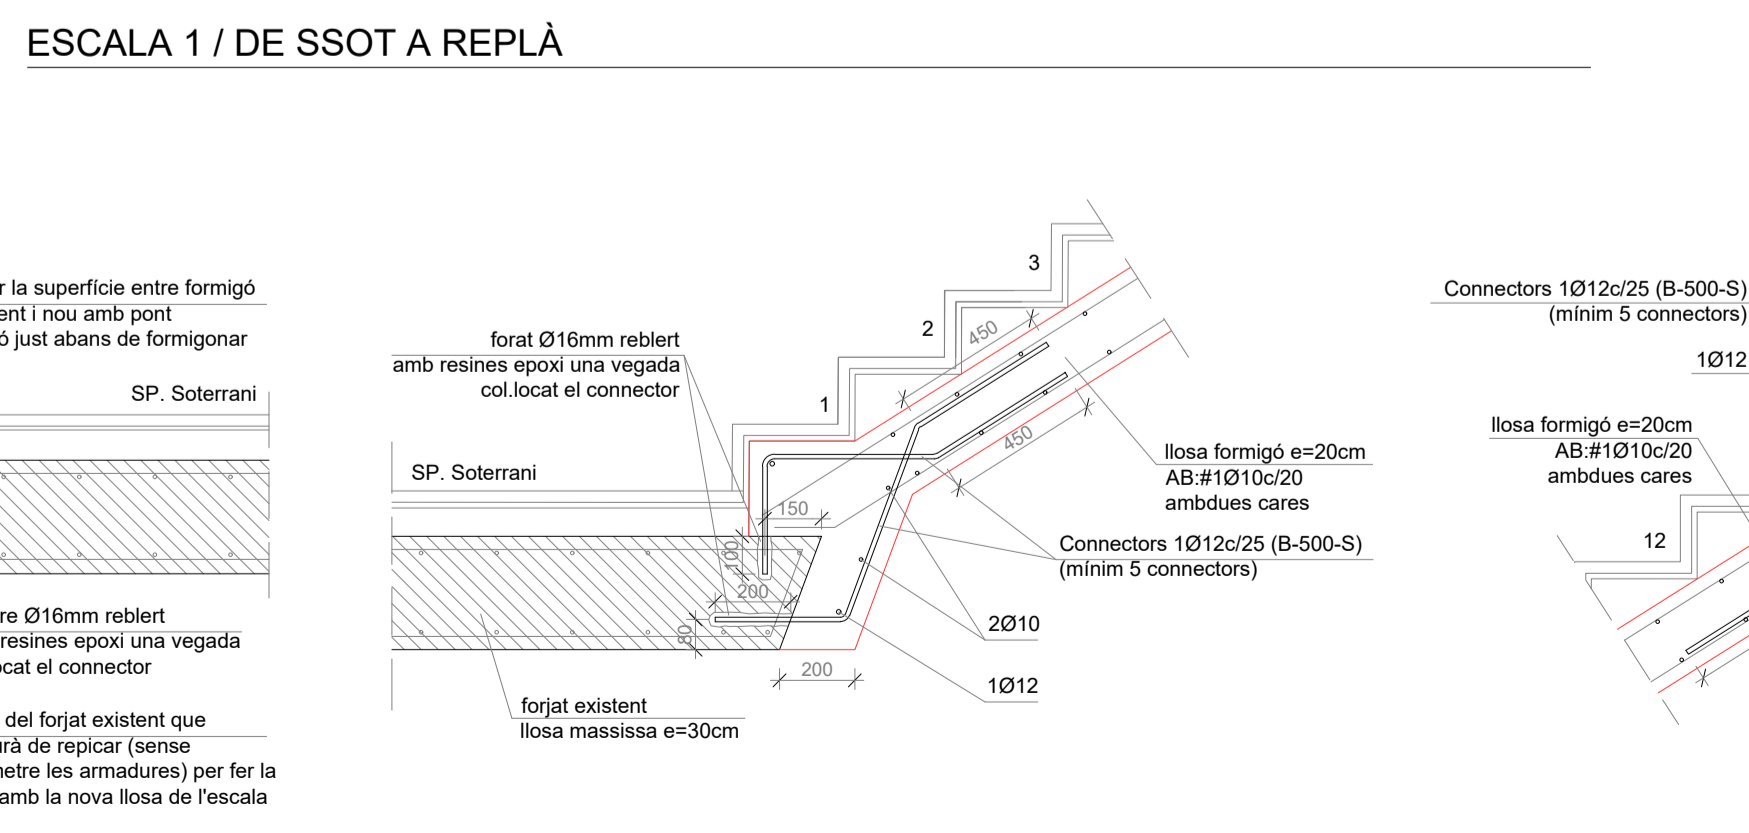 ESCALA 1 / DE SSOT A REPLÀ
la superfície entre formigó
i nou amb pont
just abans de formigonar
SP. Soterrani
Ø16mm reblert
resines epoxi una vegada
el connector
del forjat existent que
de repicar (sense
les armadures) per fer la
amb la nova llosa de l'escala
forat Ø16mm reblert
amb resines epoxi una vegada
col.locat el connector
SP. Soterrani
1
2
3
450
450
150
100
200
80
200
forjat existent
llosa massissa e=30cm
llosa formigó e=20cm
AB:#1Ø10c/20
ambdues cares
Connectors 1Ø12c/25 (B-500-S)
(mínim 5 connectors)
2Ø10
1Ø12
Connectors 1Ø12c/25 (B-500-S)
(mínim 5 connectors)
1Ø12
llosa formigó e=20cm
AB:#1Ø10c/20
ambdues cares
12